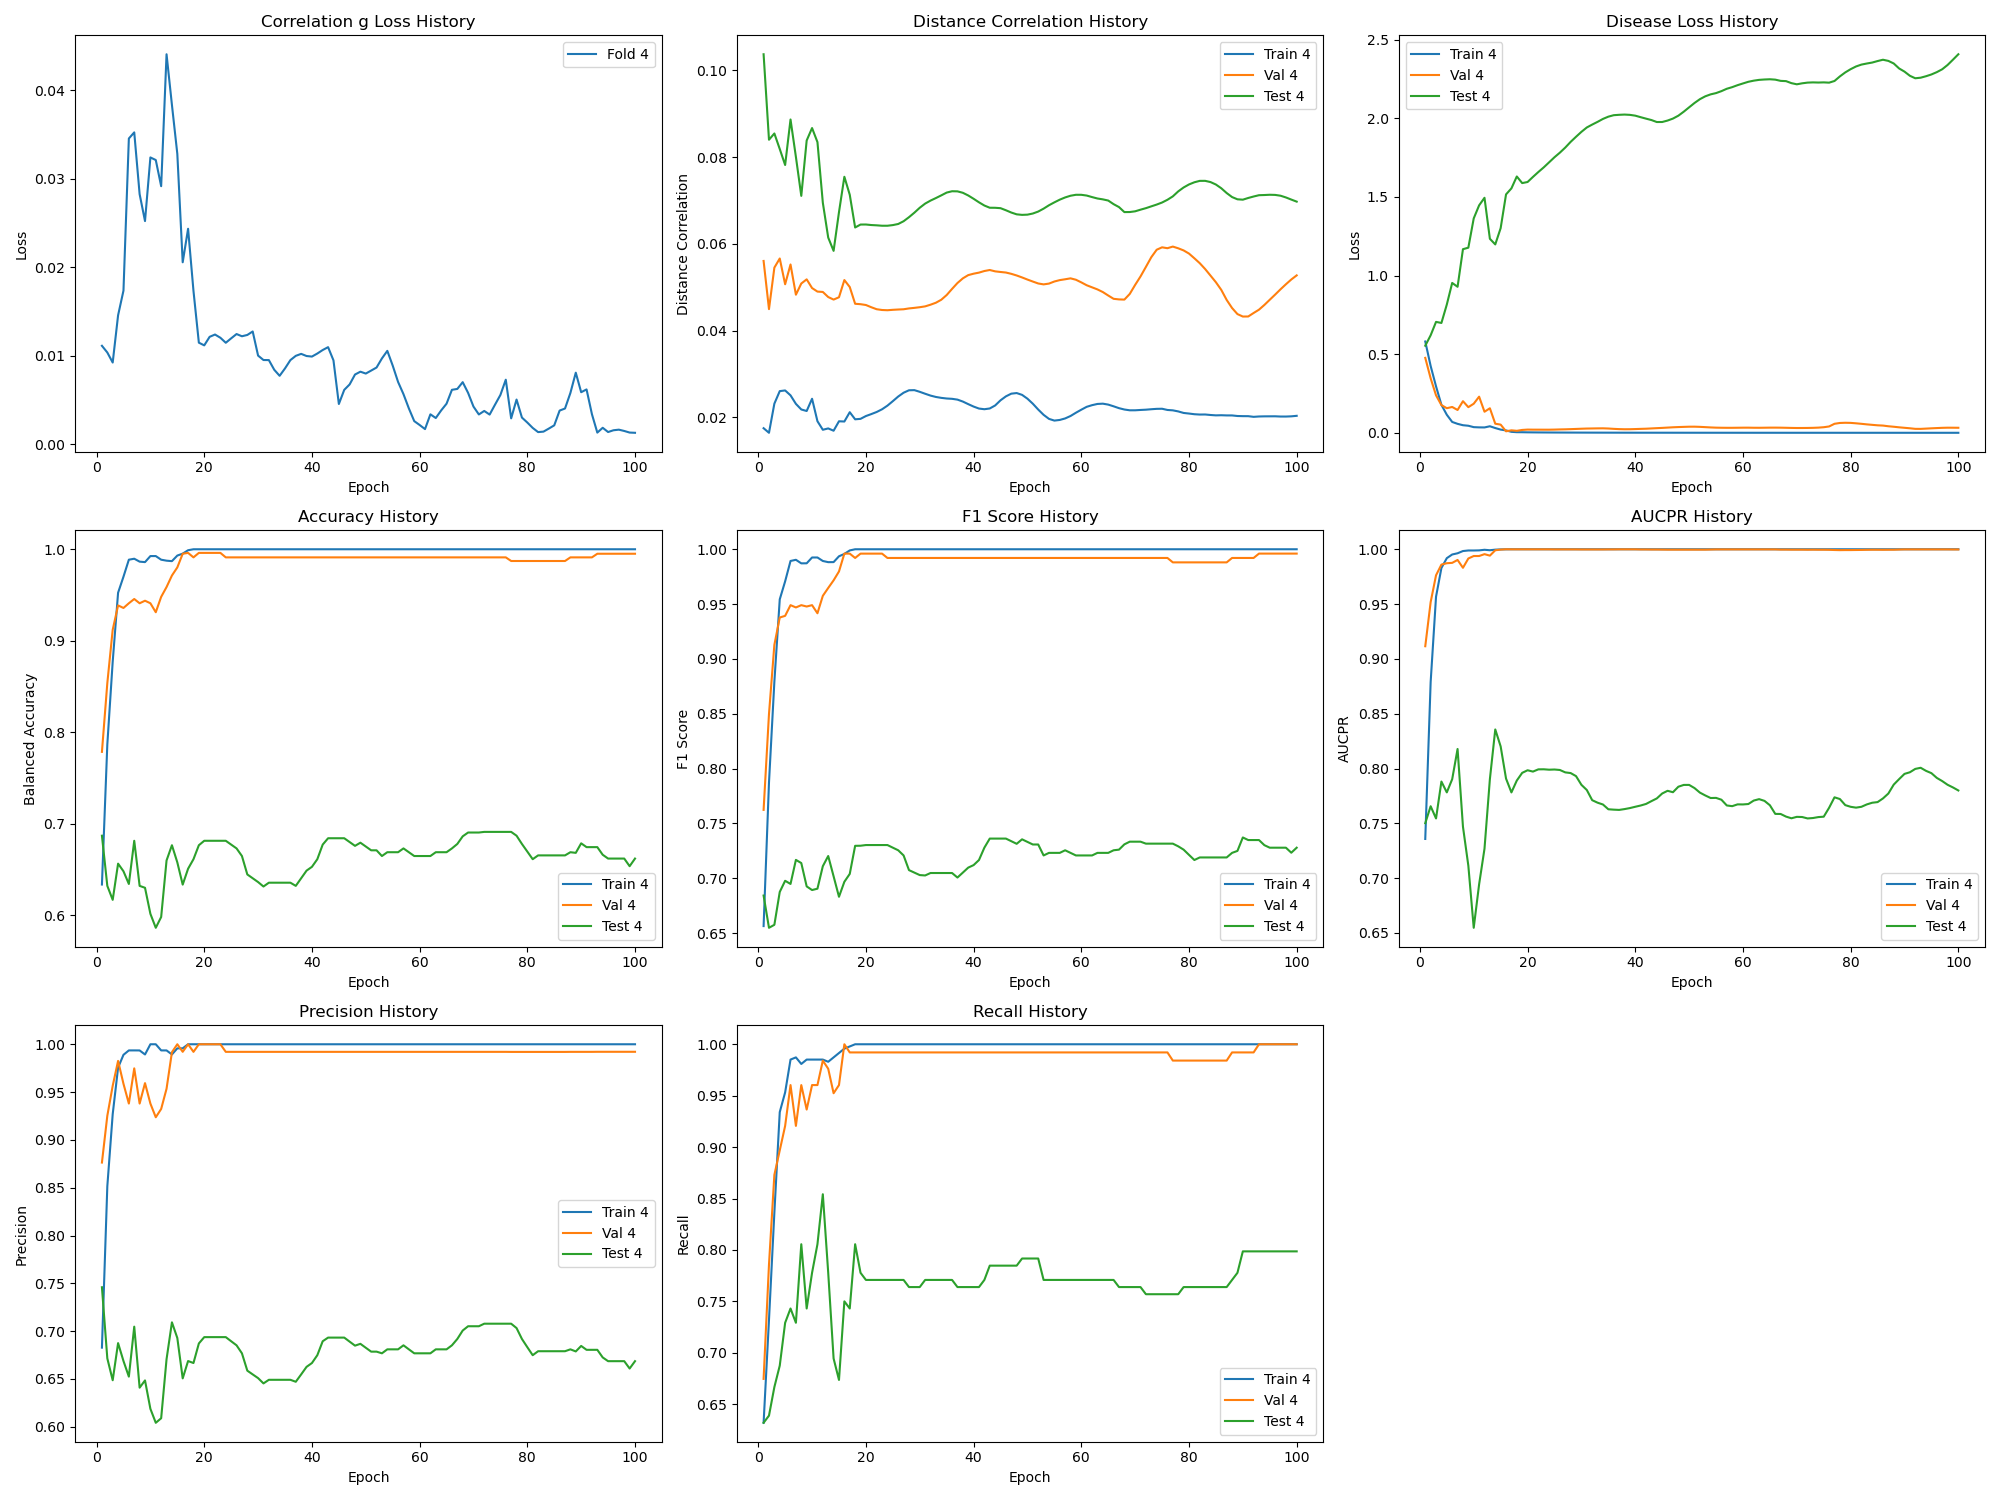 Correlation g Loss History
Loss
0.04
0.03
0.02
0.01
0.00
Fold 4
0 20 40 60 80 100
Epoch
Distance Correlation History
Distance Correlation
0.10
0.08
0.06
0.04
0.02
Train 4
Val 4
Test 4
0 20 40 60 80 100
Epoch
Disease Loss History
Loss
2.5
2.0
1.5
1.0
0.5
0.0
Train 4
Val 4
Test 4
0 20 40 60 80 100
Epoch
Accuracy History
Balanced Accuracy
1.0
0.9
0.8
0.7
0.6
Train 4
Val 4
Test 4
0 20 40 60 80 100
Epoch
F1 Score History
F1 Score
1.00
0.95
0.90
0.85
0.80
0.75
0.70
0.65
Train 4
Val 4
Test 4
0 20 40 60 80 100
Epoch
AUCPR History
AUCPR
1.00
0.95
0.90
0.85
0.80
0.75
0.70
0.65
Train 4
Val 4
Test 4
0 20 40 60 80 100
Epoch
Precision History
Precision
1.00
0.95
0.90
0.85
0.80
0.75
0.70
0.65
0.60
Train 4
Val 4
Test 4
0 20 40 60 80 100
Epoch
Recall History
Recall
1.00
0.95
0.90
0.85
0.80
0.75
0.70
0.65
Train 4
Val 4
Test 4
0 20 40 60 80 100
Epoch